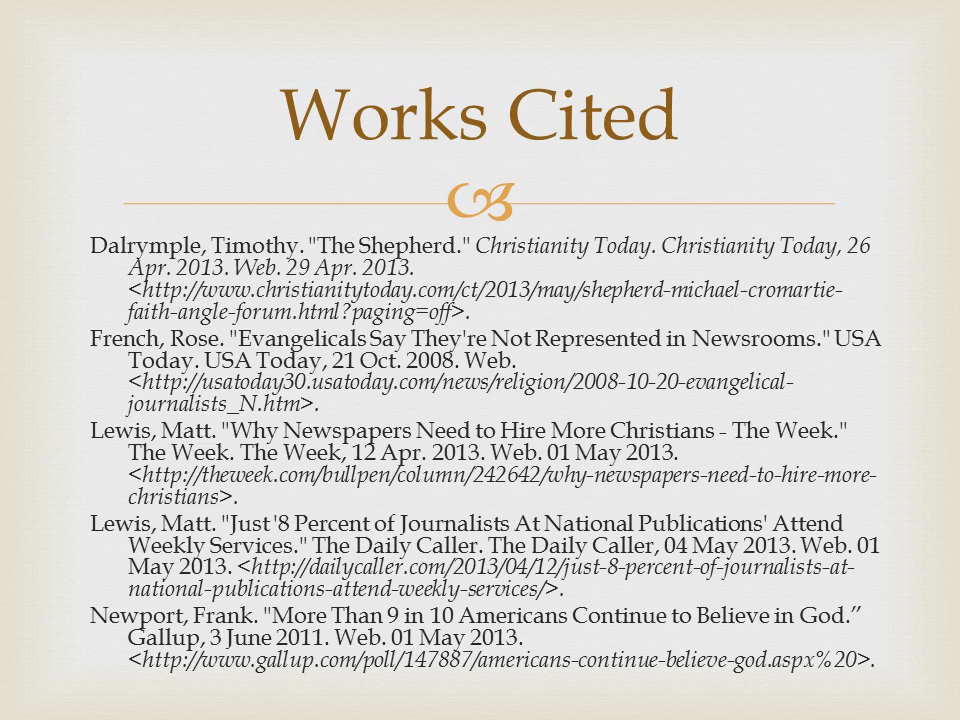 Works Cited
Dalrymple, Timothy. "The Shepherd." Christianity Today. Christianity Today, 26
Apr. 2013. Web. 29 Apr. 2013.
<http://www.christianitytoday.com/ct/2013/may/shepherd-michael-cromartie-
faith-angle-forum.html?paging=off>.
French, Rose. "Evangelicals Say They're Not Represented in Newsrooms." USA
Today. USA Today, 21 Oct. 2008. Web.
<http://usatoday30.usatoday.com/news/religion/2008-10-20-evangelical-
journalists_N.htm>.
Lewis, Matt. "Why Newspapers Need to Hire More Christians - The Week."
The Week. The Week, 12 Apr. 2013. Web. 01 May 2013.
<http://theweek.com/bullpen/column/242642/why-newspapers-need-to-hire-more-
christians>.
Lewis, Matt. "Just '8 Percent of Journalists At National Publications' Attend
Weekly Services." The Daily Caller. The Daily Caller, 04 May 2013. Web. 01
May 2013. <http://dailycaller.com/2013/04/12/just-8-percent-of-journalists-at-
national-publications-attend-weekly-services/>.
Newport, Frank. "More Than 9 in 10 Americans Continue to Believe in God.”
Gallup, 3 June 2011. Web. 01 May 2013.
<http://www.gallup.com/poll/147887/americans-continue-believe-god.aspx%20>.